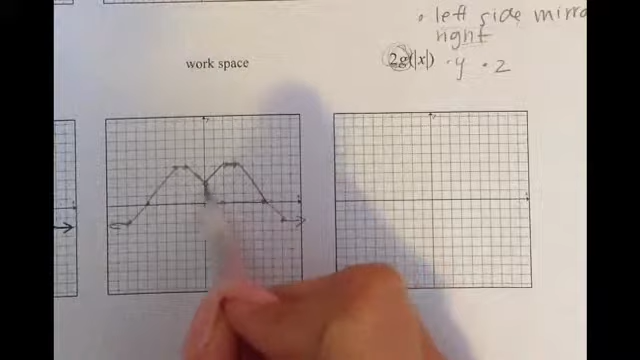 • left side mirro
right
work space
2g(|x|) • y • 2